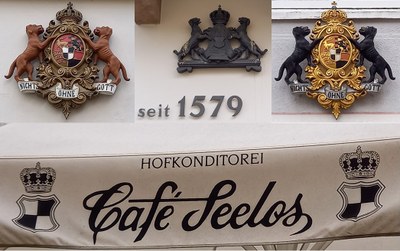 NICHTS OHNE GOTT
seit 1579
NICHTS OHNE GOTT
HOFKONDITOREI
Café Seelos